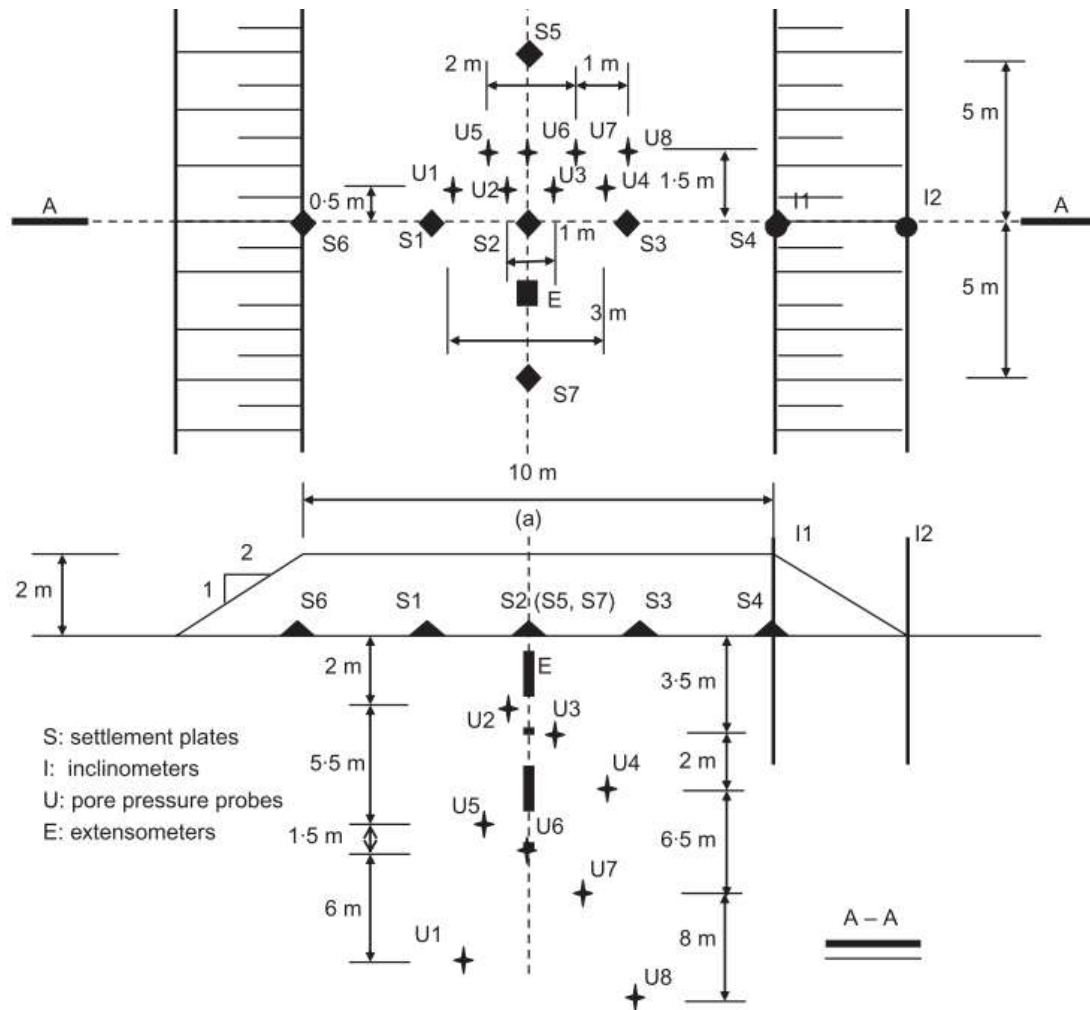 S5
2 m
1 m
5 m
U5
U6
U7
U8
U1
U2
U3
U4
1·5 m
0·5 m
A
I1
I2
A
S6
S1
S2
1 m
S3
S4
5 m
E
3 m
S7
10 m
(a)
I1
I2
2
1
2 m
S6
S1
S2 (S5, S7)
S3
S4
2 m
E
3·5 m
U2
U3
S: settlement plates
I: inclinometers
U: pore pressure probes
E: extensometers
5·5 m
2 m
U4
U5
1·5 m
U6
6·5 m
U7
6 m
A – A
U1
8 m
U8